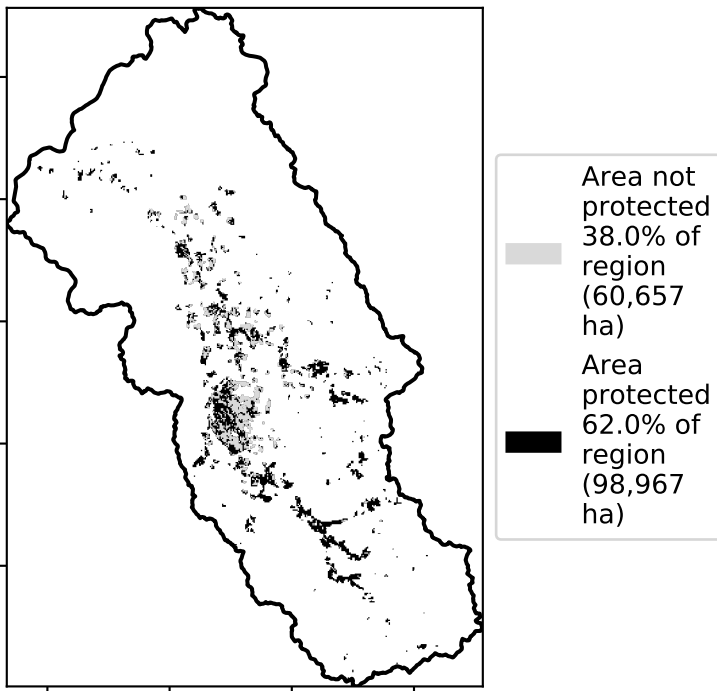 Area not
protected
38.0% of
region
(60,657
ha)
Area
protected
62.0% of
region
(98,967
ha)